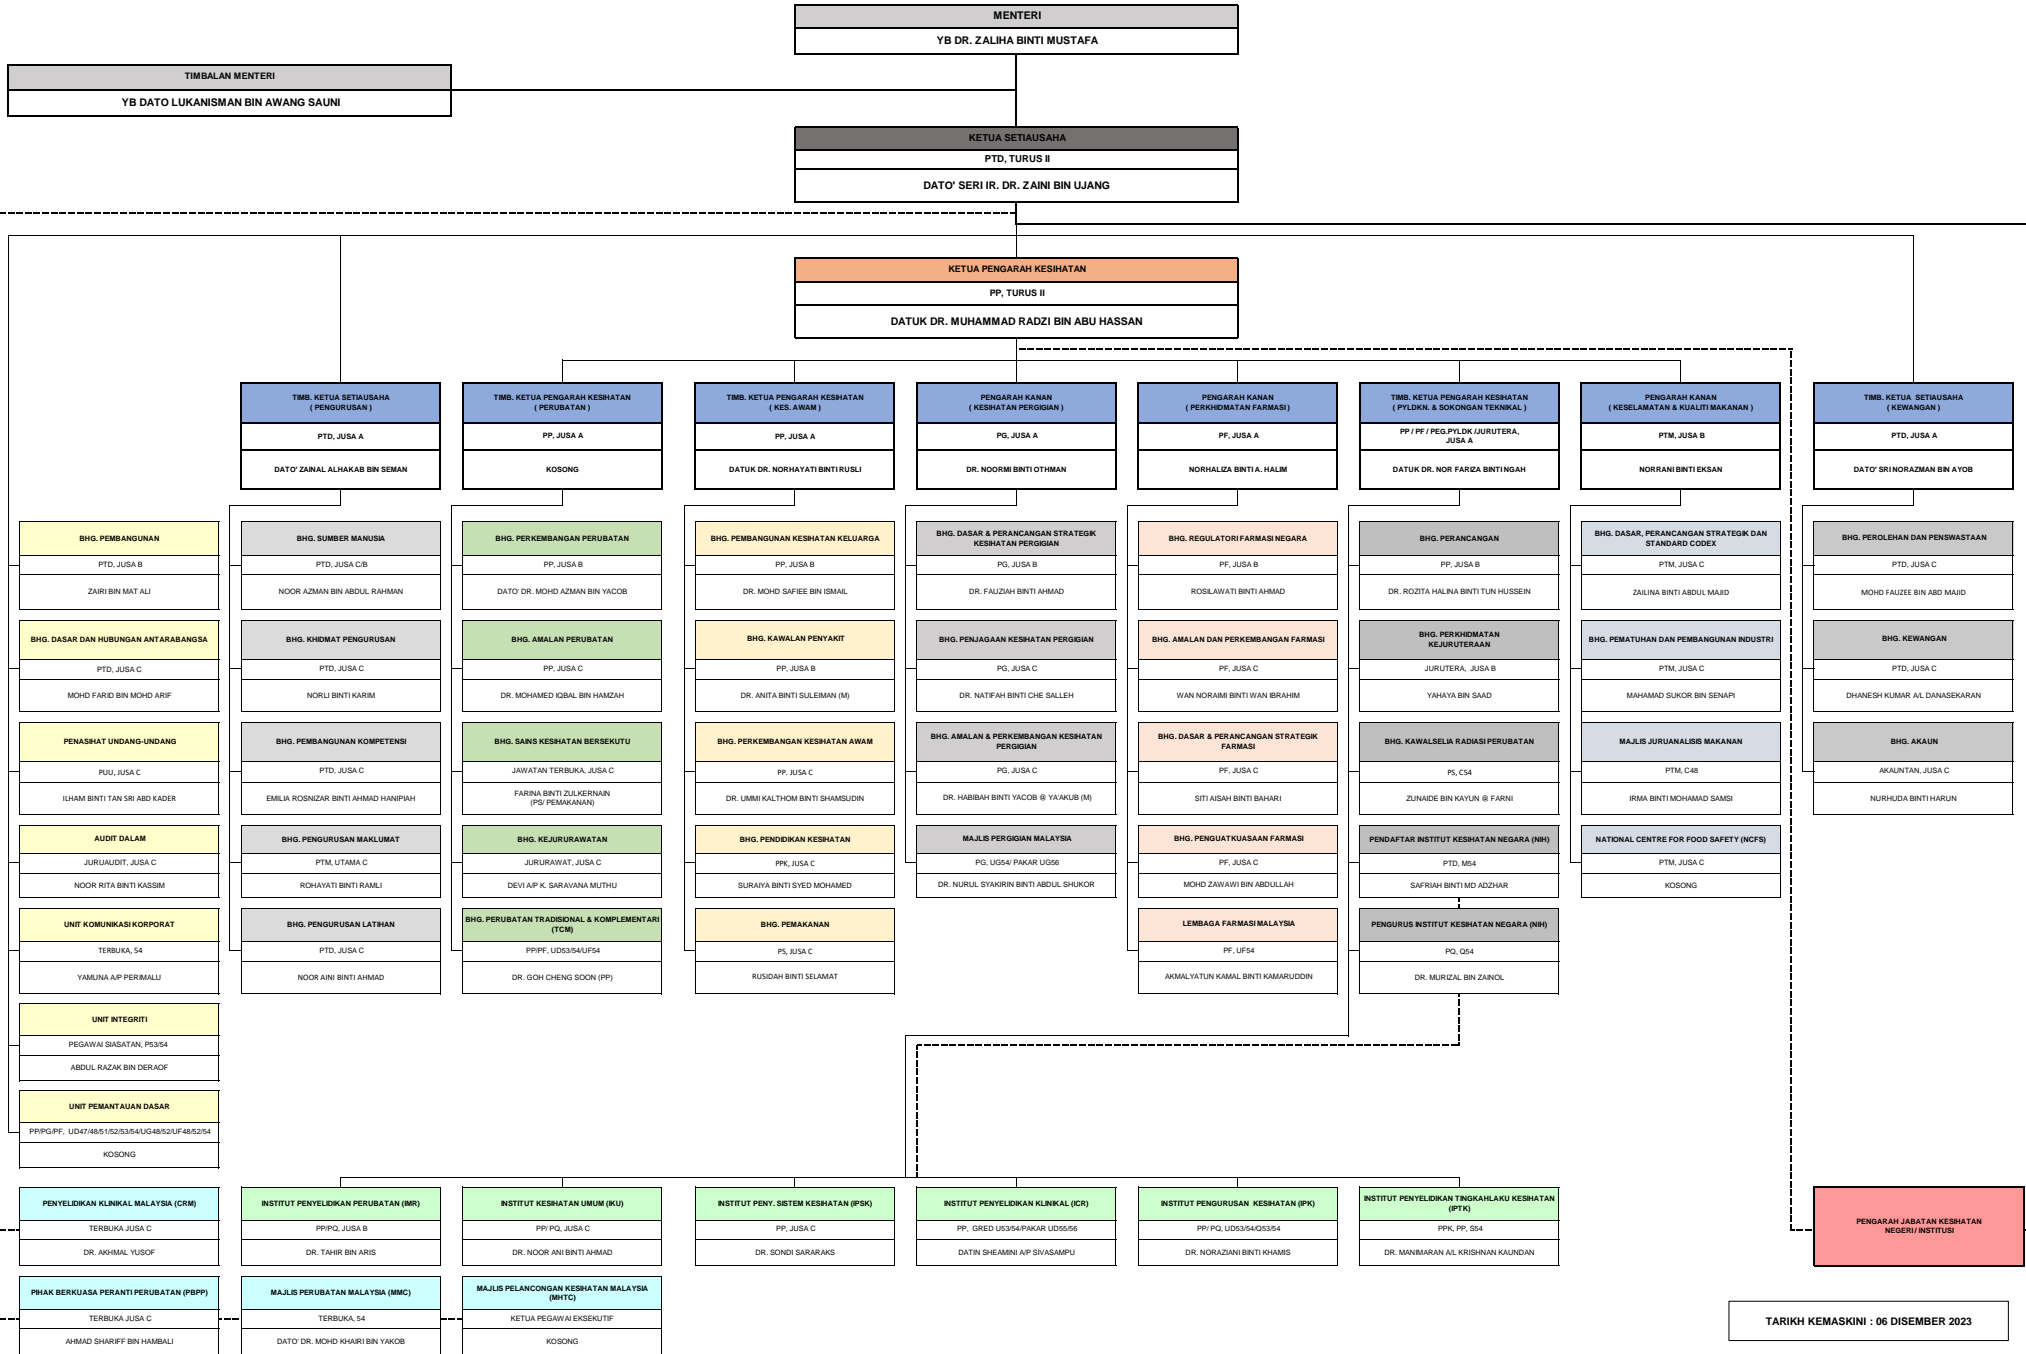 MENTERI
YB DR. ZALIHA BINTI MUSTAFA
TIMBALAN MENTERI
YB DATO LUKANISMAN BIN AWANG SAUNI
KETUA SETIAUSAHA
PTD, TURUS II
DATO' SERI IR. DR. ZAINI BIN UJANG
KETUA PENGARAH KESIHATAN
PP, TURUS II
DATUK DR. MUHAMMAD RADZI BIN ABU HASSAN
TIMB. KETUA SETIAUSAHA
( PENGURUSAN )
PTD, JUSA A
DATO' ZAINAL ALHAKAB BIN SEMAN
TIMB. KETUA PENGARAH KESIHATAN
( PERUBATAN )
PP, JUSA A
KOSONG
TIMB. KETUA PENGARAH KESIHATAN
( KES. AWAM )
PP, JUSA A
DATUK DR. NORHAYATI BINTI RUSLI
PENGARAH KANAN
( KESIHATAN PERGIGIAN )
PG, JUSA A
DR. NOORMI BINTI OTHMAN
PENGARAH KANAN
( PERKHIDMATAN FARMASI )
PF, JUSA A
NORHALIZA BINTI A. HALIM
TIMB. KETUA PENGARAH KESIHATAN
( PYLDKN. & SOKONGAN TEKNIKAL )
PP / PF / PEG.PYLDK /JURUTERA,
JUSA A
DATUK DR. NOR FARIZA BINTI NGAH
PENGARAH KANAN
( KESELAMATAN & KUALITI MAKANAN )
PTM, JUSA B
NORRANI BINTI EKSAN
TIMB. KETUA SETIAUSAHA
( KEWANGAN )
PTD, JUSA A
DATO' SRI NORAZMAN BIN AYOB
BHG. PEMBANGUNAN
PTD, JUSA B
ZAIRI BIN MAT ALI
BHG. DASAR DAN HUBUNGAN ANTARABANGSA
PTD, JUSA C
MOHD FARID BIN MOHD ARIF
PENASIHAT UNDANG-UNDANG
PUU, JUSA C
ILHAM BINTI TAN SRI ABD KADER
AUDIT DALAM
JURUAUDIT, JUSA C
NOOR RITA BINTI KASSIM
UNIT KOMUNIKASI KORPORAT
TERBUKA, 54
YAMUNA A/P PERIMALU
UNIT INTEGRITI
PEGAWAI SIASATAN, P53/54
ABDUL RAZAK BIN DERAOF
UNIT PEMANTAUAN DASAR
PP/PG/PF, UD47/48/51/52/53/54/UG48/52/UF48/52/54
KOSONG
BHG. SUMBER MANUSIA
PTD, JUSA C/B
NOOR AZMAN BIN ABDUL RAHMAN
BHG. KHIDMAT PENGURUSAN
PTD, JUSA C
NORLI BINTI KARIM
BHG. PEMBANGUNAN KOMPETENSI
PTD, JUSA C
EMILIA ROSNIZAR BINTI AHMAD HANIPIAH
BHG. PENGURUSAN MAKLUMAT
PTM, UTAMA C
ROHAYATI BINTI RAMLI
BHG. PENGURUSAN LATIHAN
PTD, JUSA C
NOOR AINI BINTI AHMAD
BHG. PERKEMBANGAN PERUBATAN
PP, JUSA B
DATO' DR. MOHD AZMAN BIN YACOB
BHG. AMALAN PERUBATAN
PP, JUSA C
DR. MOHAMED IQBAL BIN HAMZAH
BHG. SAINS KESIHATAN BERSEKUTU
JAWATAN TERBUKA, JUSA C
FARINA BINTI ZULKERNAIN
(PS/ PEMAKANAN)
BHG. KEJURURAWATAN
JURURAWAT, JUSA C
DEVI A/P K. SARAVANA MUTHU
BHG. PERUBATAN TRADISIONAL & KOMPLEMENTARI
(TCM)
PP/PF, UD53/54/UF54
DR. GOH CHENG SOON (PP)
BHG. PEMBANGUNAN KESIHATAN KELUARGA
PP, JUSA B
DR. MOHD SAFIEE BIN ISMAIL
BHG. KAWALAN PENYAKIT
PP, JUSA B
DR. ANITA BINTI SULEIMAN (M)
BHG. PERKEMBANGAN KESIHATAN AWAM
PP. JUSA C
DR. UMMI KALTHOM BINTI SHAMSUDIN
BHG. PENDIDIKAN KESIHATAN
PPK, JUSA C
SURAIYA BINTI SYED MOHAMED
BHG. PEMAKANAN
PS, JUSA C
RUSIDAH BINTI SELAMAT
BHG. DASAR & PERANCANGAN STRATEGIK
KESIHATAN PERGIGIAN
PG, JUSA B
DR. FAUZIAH BINTI AHMAD
BHG. PENJAGAAN KESIHATAN PERGIGIAN
PG, JUSA C
DR. NATIFAH BINTI CHE SALLEH
BHG. AMALAN & PERKEMBANGAN KESIHATAN
PERGIGIAN
PG, JUSA C
DR. HABIBAH BINTI YACOB @ YA'AKUB (M)
MAJLIS PERGIGIAN MALAYSIA
PG, UG54/ PAKAR UG56
DR. NURUL SYAKIRIN BINTI ABDUL SHUKOR
BHG. REGULATORI FARMASI NEGARA
PF, JUSA B
ROSILAWATI BINTI AHMAD
BHG. AMALAN DAN PERKEMBANGAN FARMASI
PF, JUSA C
WAN NORAIMI BINTI WAN IBRAHIM
BHG. DASAR & PERANCANGAN STRATEGIK
FARMASI
PF, JUSA C
SITI AISAH BINTI BAHARI
BHG. PENGUATKUASAAN FARMASI
PF, JUSA C
MOHD ZAWAWI BIN ABDULLAH
LEMBAGA FARMASI MALAYSIA
PF, UF54
AKMALYATUN KAMAL BINTI KAMARUDDIN
BHG. PERANCANGAN
PP, JUSA B
DR. ROZITA HALINA BINTI TUN HUSSEIN
BHG. PERKHIDMATAN
KEJURUTERAAN
JURUTERA, JUSA B
YAHAYA BIN SAAD
BHG. KAWALSELIA RADIASI PERUBATAN
PS, C54
ZUNAIDE BIN KAYUN @ FARNI
PENDAFTAR INSTITUT KESIHATAN NEGARA (NIH)
PTD, M54
SAFRIAH BINTI MD ADZHAR
PENGURUS INSTITUT KESIHATAN NEGARA (NIH)
PQ, Q54
DR. MURIZAL BIN ZAINOL
BHG. DASAR, PERANCANGAN STRATEGIK DAN
STANDARD CODEX
PTM, JUSA C
ZAILINA BINTI ABDUL MAJID
BHG. PEMATUHAN DAN PEMBANGUNAN INDUSTRI
PTM, JUSA C
MAHAMAD SUKOR BIN SENAPI
MAJLIS JURUANALISIS MAKANAN
PTM, C48
IRMA BINTI MOHAMAD SAMSI
NATIONAL CENTRE FOR FOOD SAFETY (NCFS)
PTM, JUSA C
KOSONG
BHG. PEROLEHAN DAN PENSWASTAAN
PTD, JUSA C
MOHD FAUZEE BIN ABD MAJID
BHG. KEWANGAN
PTD, JUSA C
DHANESH KUMAR A/L DANASEKARAN
BHG. AKAUN
AKAUNTAN, JUSA C
NURHUDA BINTI HARUN
PENYELIDIKAN KLINIKAL MALAYSIA (CRM)
TERBUKA JUSA C
DR. AKHMAL YUSOF
INSTITUT PENYELIDIKAN PERUBATAN (IMR)
PP/PQ, JUSA B
DR. TAHIR BIN ARIS
INSTITUT KESIHATAN UMUM (IKU)
PP/ PQ, JUSA C
DR. NOOR ANI BINTI AHMAD
INSTITUT PENY. SISTEM KESIHATAN (IPSK)
PP, JUSA C
DR. SONDI SARARAKS
INSTITUT PENYELIDIKAN KLINIKAL (ICR)
PP, GRED U53/54/PAKAR UD55/56
DATIN SHEAMINI A/P SIVASAMPU
INSTITUT PENGURUSAN KESIHATAN (IPK)
PP/ PQ, UD53/54/Q53/54
DR. NORAZIANI BINTI KHAMIS
INSTITUT PENYELIDIKAN TINGKAHLAKU KESIHATAN
(IPTK)
PPK, PP, S54
DR. MANIMARAN A/L KRISHNAN KAUNDAN
PENGARAH JABATAN KESIHATAN
NEGERI / INSTITUSI
PIHAK BERKUASA PERANTI PERUBATAN (PBPP)
TERBUKA JUSA C
AHMAD SHARIFF BIN HAMBALI
MAJLIS PERUBATAN MALAYSIA (MMC)
TERBUKA, 54
DATO' DR. MOHD KHAIRI BIN YAKOB
MAJLIS PELANCONGAN KESIHATAN MALAYSIA
(MHTC)
KETUA PEGAWAI EKSEKUTIF
KOSONG
TARIKH KEMASKINI : 06 DISEMBER 2023